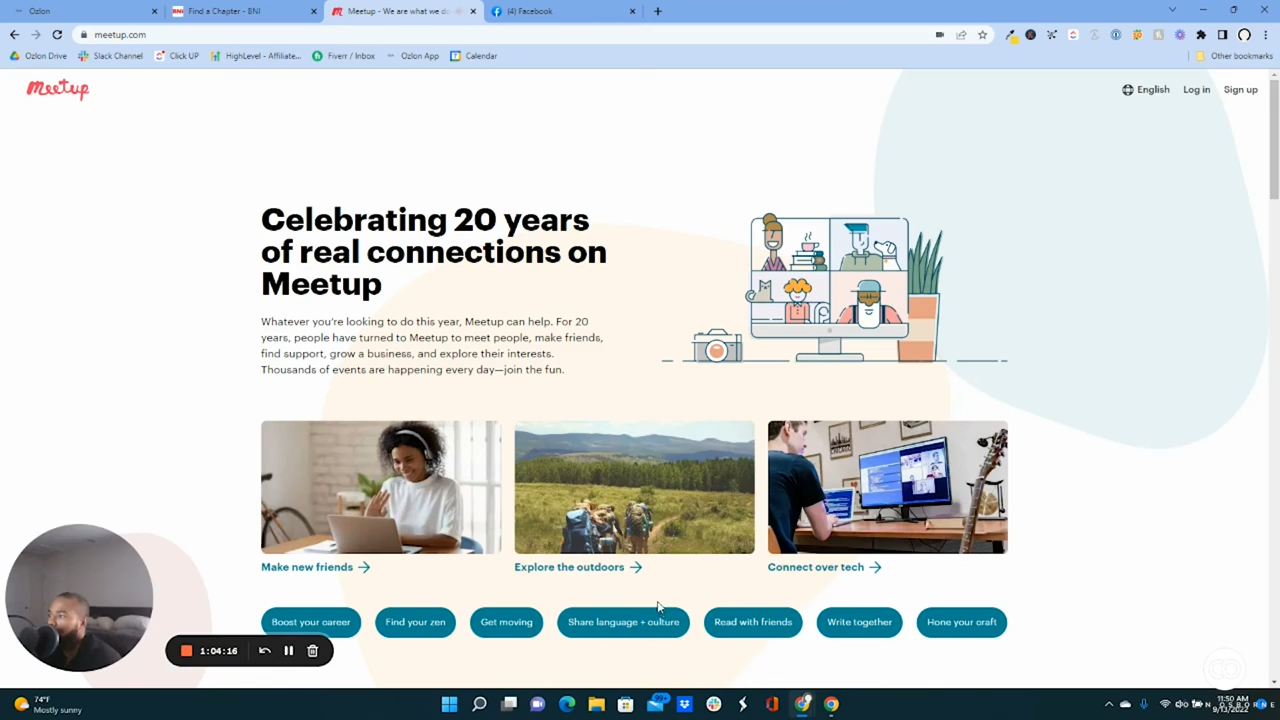 Ozlon
Find a Chapter - BNI
Meetup - We are what we do
(4) Facebook
meetup.com
Ozlon Drive
Slack Channel
Click UP
HighLevel - Affiliate...
Fiverr / Inbox
Ozlon App
Calendar
Other bookmarks
Meetup
English
Log in
Sign up
Celebrating 20 years
of real connections on
Meetup
Whatever you're looking to do this year, Meetup can help. For 20
years, people have turned to Meetup to meet people, make friends,
find support, grow a business, and explore their interests.
Thousands of events are happening every day—join the fun.
Make new friends
Explore the outdoors
Connect over tech
Boost your career
Find your zen
Get moving
Share language + culture
Read with friends
Write together
Hone your craft
1:04:16
74°F
Mostly sunny
99+
11:50 AM
9/13/2022